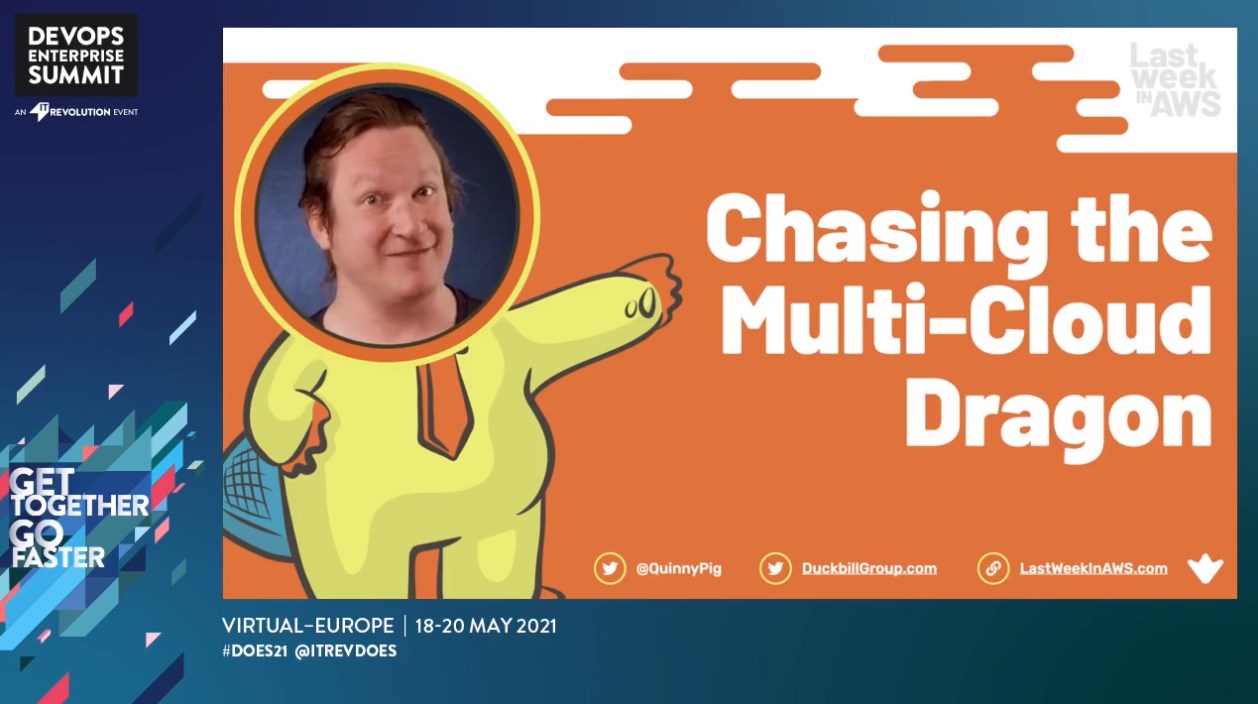 DEVOPS
ENTERPRISE
SUMMIT
AN IT REVOLUTION EVENT
Last
week
IN AWS
Chasing the
Multi-Cloud
Dragon
GET
TOGETHER
GO
FASTER
@QuinnyPig DuckbillGroup.com LastWeekInAWS.com
VIRTUAL-EUROPE | 18-20 MAY 2021
#DOES21 @ITREVDOES